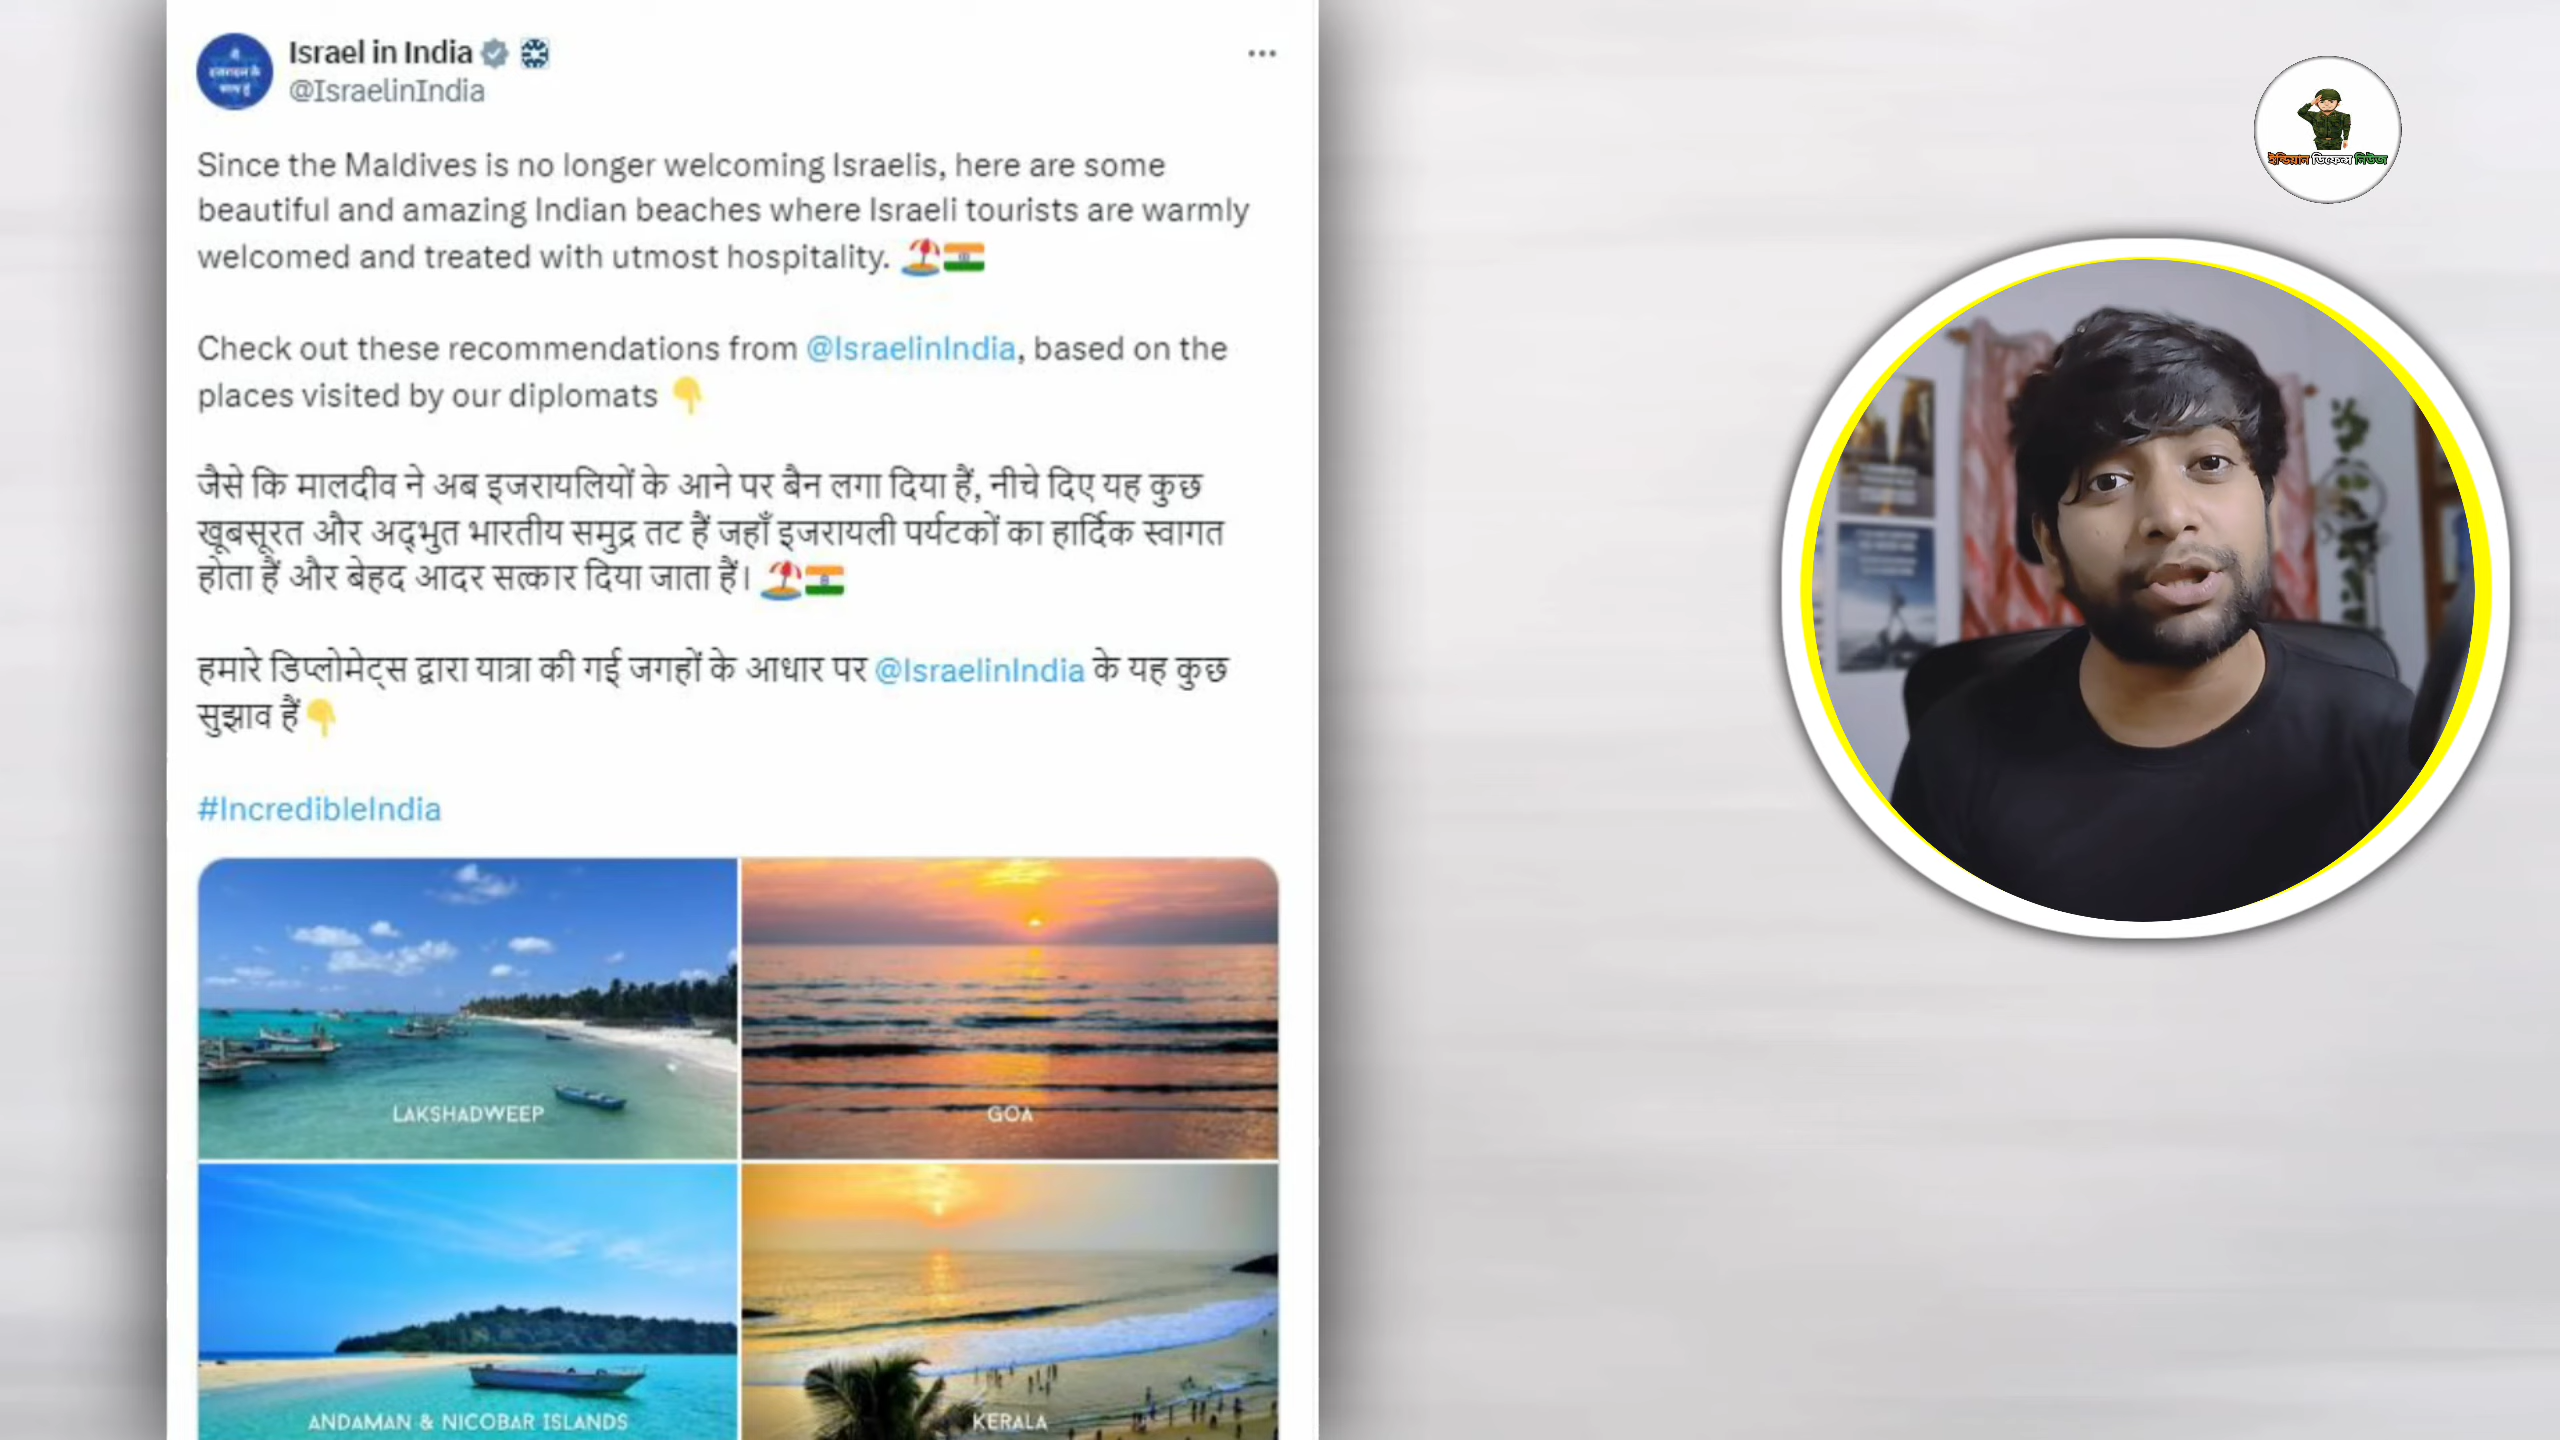 Israel in India
@IsraelinIndia
Since the Maldives is no longer welcoming Israelis, here are some
beautiful and amazing Indian beaches where Israeli tourists are warmly
welcomed and treated with utmost hospitality.
Check out these recommendations from @IsraelinIndia, based on the
places visited by our diplomats
जैसे कि मालदीव ने अब इजरायलियों के आने पर बैन लगा दिया हैं, नीचे दिए यह कुछ
खूबसूरत और अद्भुत भारतीय समुद्र तट हैं जहाँ इजरायली पर्यटकों का हार्दिक स्वागत
होता हैं और बेहद आदर सत्कार दिया जाता हैं।
हमारे डिप्लोमेट्स द्वारा यात्रा की गई जगहों के आधार पर @IsraelinIndia के यह कुछ
सुझाव हैं
#IncredibleIndia
LAKSHADWEEP
GOA
ANDAMAN & NICOBAR ISLANDS
KERALA
ইন্ডিয়ান ডিফেন্স নিউজ